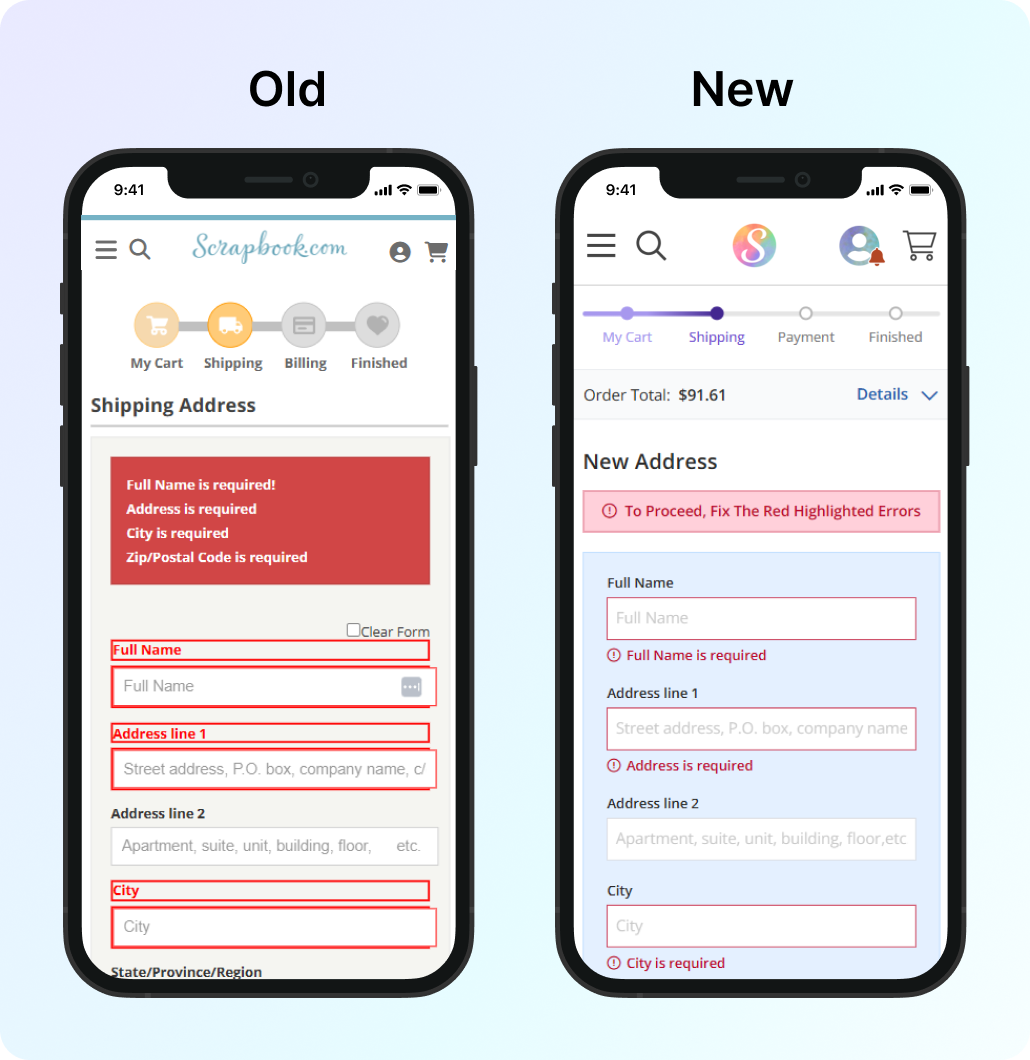 Old
New
9:41
Scrapbook.com
My Cart Shipping Billing Finished
Shipping Address
Full Name is required!
Address is required
City is required
Zip/Postal Code is required
Clear Form
Full Name
Full Name
Address line 1
Street address, P.O. box, company name, c/
Address line 2
Apartment, suite, unit, building, floor, etc.
City
City
State/Province/Region
9:41
S
My Cart Shipping Payment Finished
Order Total: $91.61 Details
New Address
To Proceed, Fix The Red Highlighted Errors
Full Name
Full Name
Full Name is required
Address line 1
Street address, P.O. box, company name
Address is required
Address line 2
Apartment, suite, unit, building, floor,etc
City
City
City is required